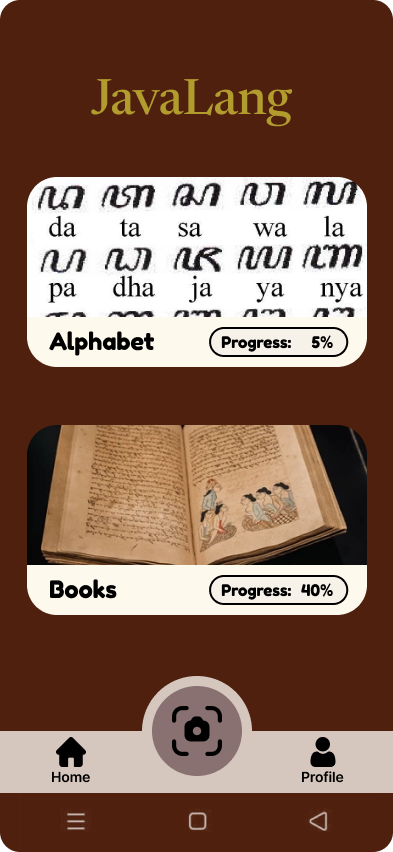 JavaLang
ꦢ ꦠ ꦱ ꦮ ꦭ
da ta sa wa la
ꦥ ꦝ ꦗ ꦪ ꦚ
pa dha ja ya nya
Alphabet Progress: 5%
Books Progress: 40%
Home Profile